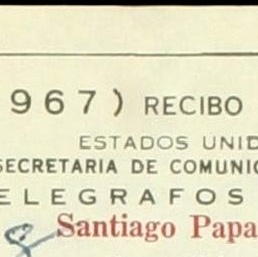 967) RECIBO
ESTADOS UNID
SECRETARIA DE COMUNIC
ELEGRAFOS
Santiago Papa